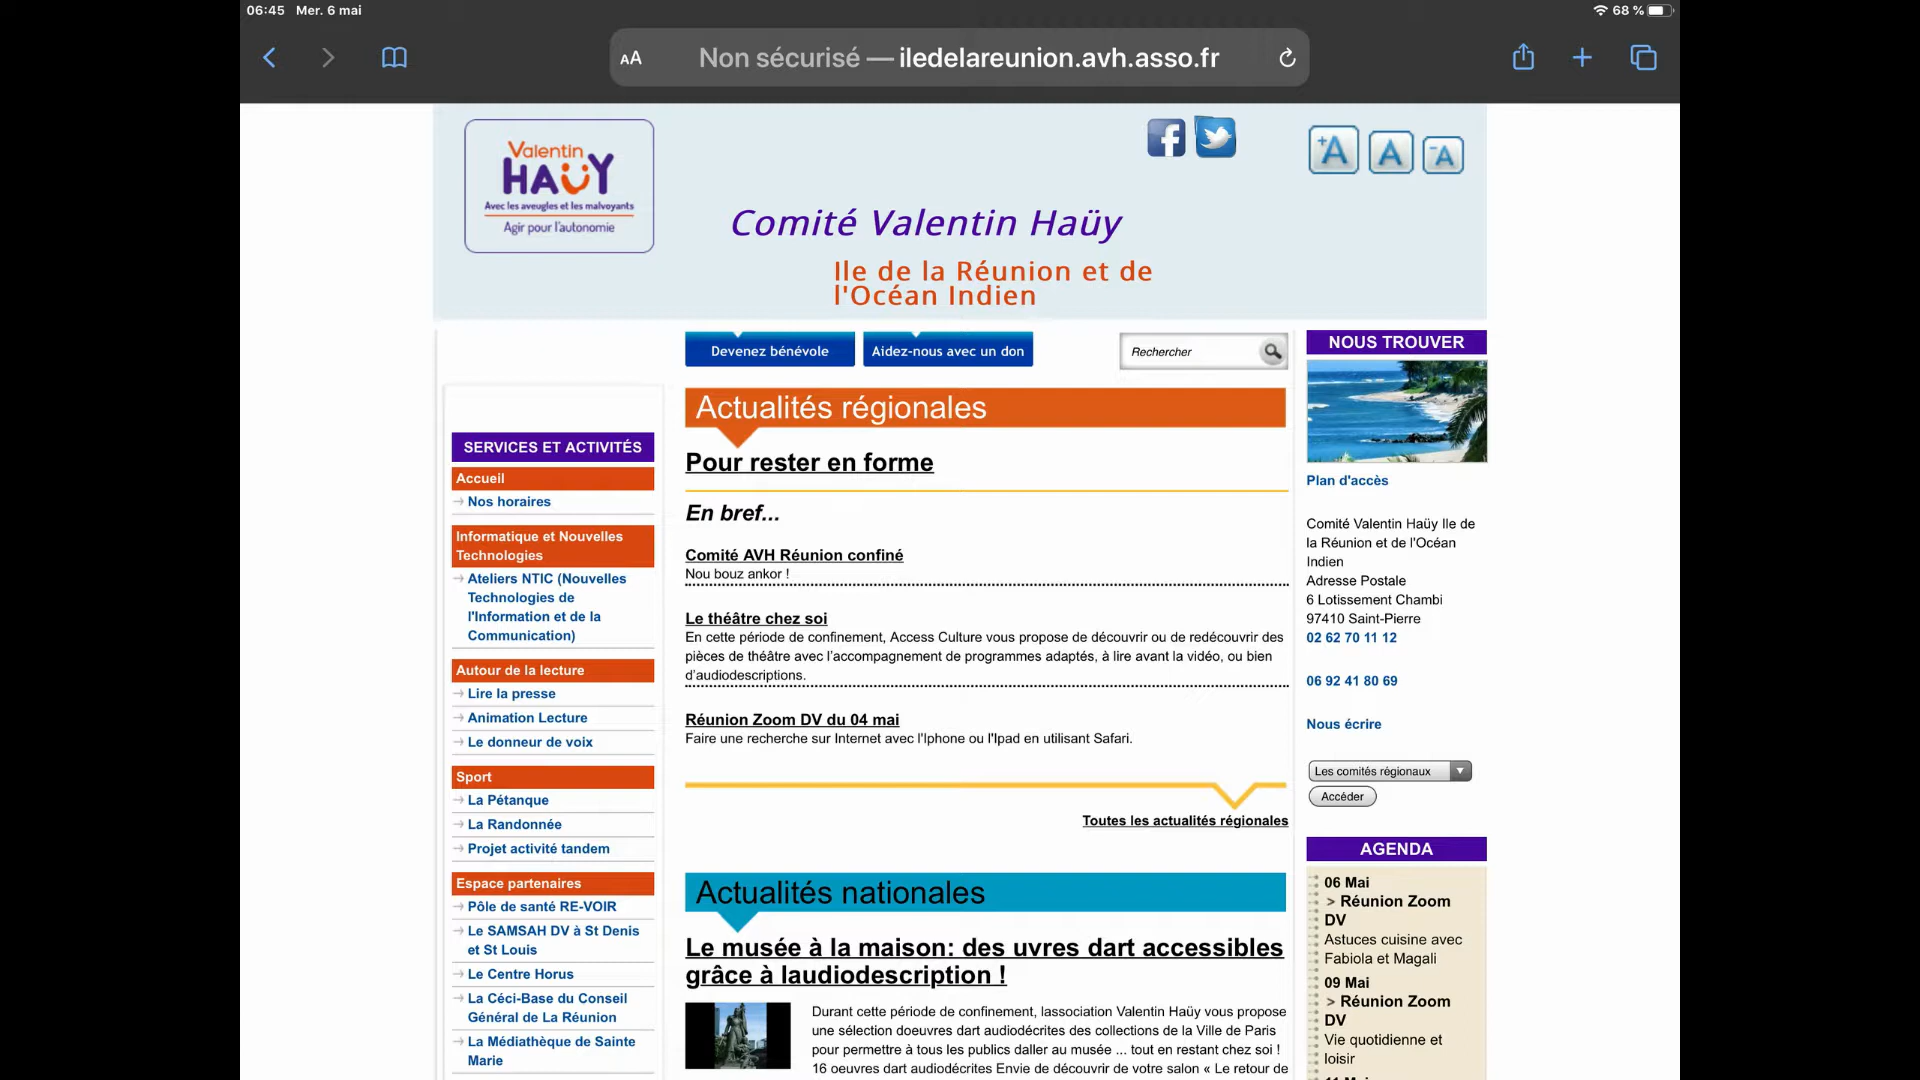 06:45 Mer. 6 mai
68 %
AA
Non sécurisé — iledelareunion.avh.asso.fr
Valentin
HAÜY
Avec les aveugles et les malvoyants
Agir pour l'autonomie
f
+A A -A
Comité Valentin Haüy
Ile de la Réunion et de
l'Océan Indien
Devenez bénévole
Aidez-nous avec un don
Rechercher
SERVICES ET ACTIVITÉS
Accueil
Nos horaires
Informatique et Nouvelles
Technologies
Ateliers NTIC (Nouvelles
Technologies de
l'Information et de la
Communication)
Autour de la lecture
Lire la presse
Animation Lecture
Le donneur de voix
Sport
La Pétanque
La Randonnée
Projet activité tandem
Espace partenaires
Pôle de santé RE-VOIR
Le SAMSAH DV à St Denis
et St Louis
Le Centre Horus
La Céci-Base du Conseil
Général de La Réunion
La Médiathèque de Sainte
Marie
Actualités régionales
Pour rester en forme
En bref...
Comité AVH Réunion confiné
Nou bouz ankor !
Le théâtre chez soi
En cette période de confinement, Access Culture vous propose de découvrir ou de redécouvrir des
pièces de théâtre avec l’accompagnement de programmes adaptés, à lire avant la vidéo, ou bien
d’audiodescriptions.
Réunion Zoom DV du 04 mai
Faire une recherche sur Internet avec l'Iphone ou l'Ipad en utilisant Safari.
Toutes les actualités régionales
Actualités nationales
Le musée à la maison: des uvres dart accessibles
grâce à laudiodescription !
Durant cette période de confinement, lassociation Valentin Haüy vous propose
une sélection doeuvres dart audiodécrites des collections de la Ville de Paris
pour permettre à tous les publics daller au musée ... tout en restant chez soi !
16 oeuvres dart audiodécrites Envie de découvrir de votre salon « Le retour de
NOUS TROUVER
Plan d'accès
Comité Valentin Haüy Ile de
la Réunion et de l'Océan
Indien
Adresse Postale
6 Lotissement Chambi
97410 Saint-Pierre
02 62 70 11 12
06 92 41 80 69
Nous écrire
Les comités régionaux
Accéder
AGENDA
06 Mai
> Réunion Zoom
DV
Astuces cuisine avec
Fabiola et Magali
09 Mai
> Réunion Zoom
DV
Vie quotidienne et
loisir
11 Mai